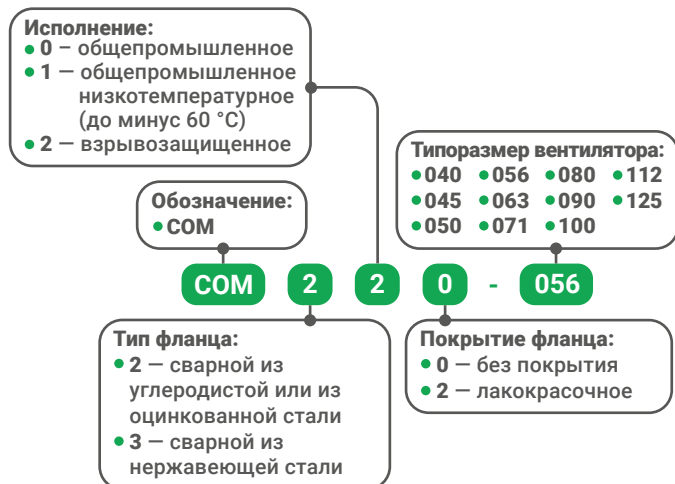 Исполнение:
0 – общепромышленное
1 — общепромышленное
низкотемпературное
(до минус 60 °C)
2 – взрывозащищенное
Типоразмер вентилятора:
040 056 080 112
045 063 090 125
050 071 100
Обозначение:
СОМ
СОМ 2 2 0 - 056
Тип фланца:
2 — сварной из
углеродистой или из
оцинкованной стали
3 — сварной из
нержавеющей стали
Покрытие фланца:
0 — без покрытия
2 — лакокрасочное